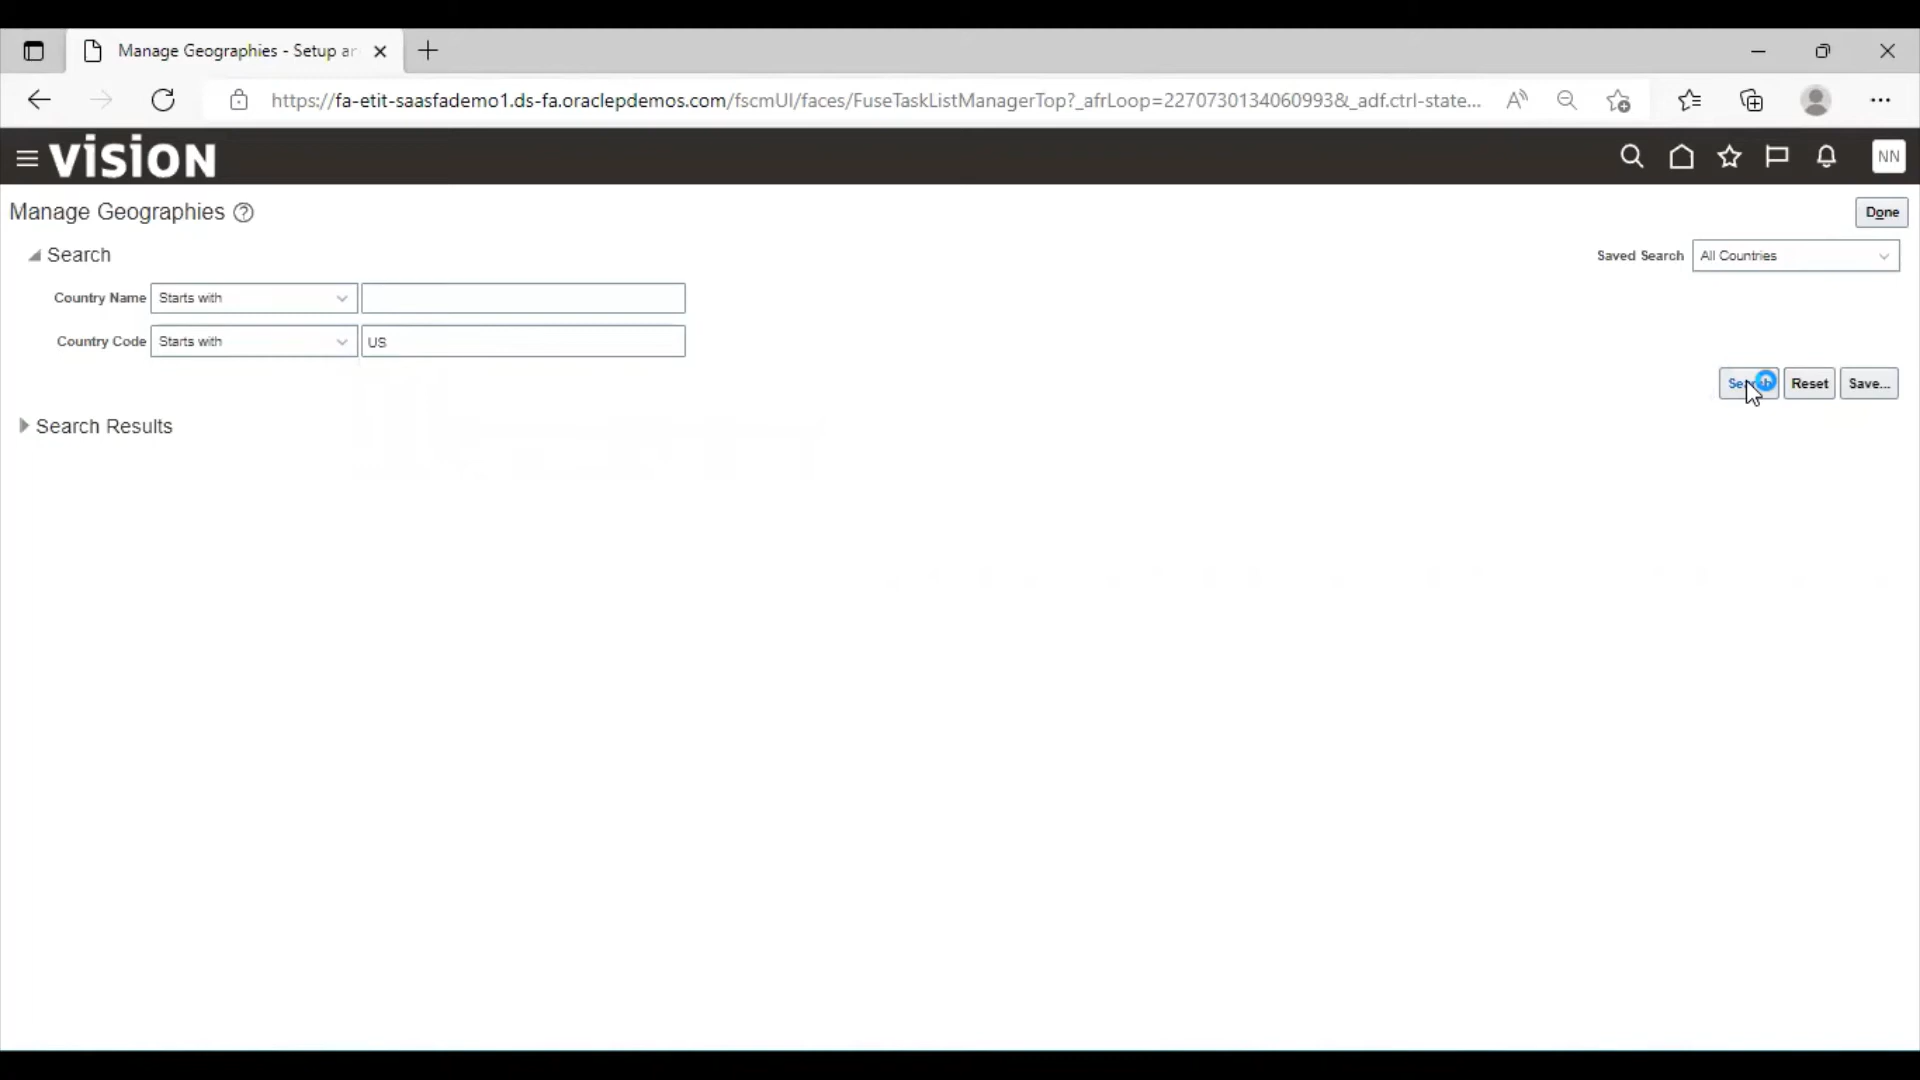 Manage Geographies - Setup ar
https://fa-etit-saasfademo1.ds-fa.oraclepdemos.com/fscmUI/faces/FuseTaskListManagerTop?_afrLoop=2270730134060993&_adf.ctrl-state...
VISION
NN
Manage Geographies
Done
Search
Saved Search All Countries
Country Name Starts with
Country Code Starts with US
Search Reset Save...
Search Results